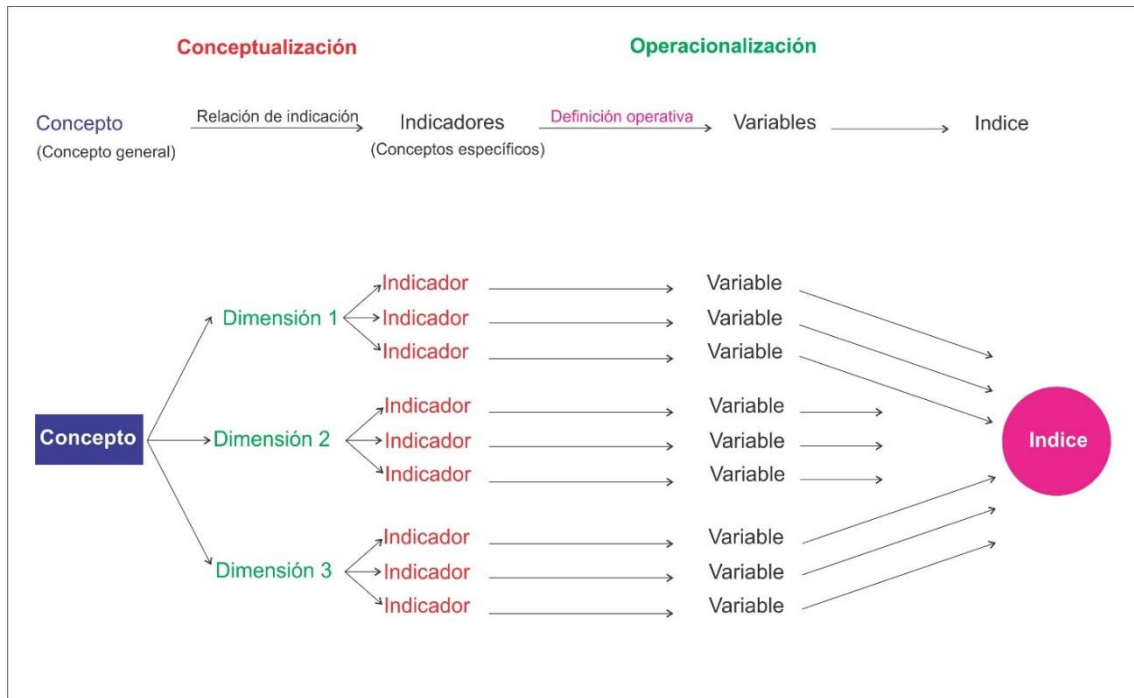 Conceptualización
Operacionalización
Concepto
(Concepto general)
Relación de indicación
Indicadores
(Conceptos específicos)
Definición operativa
Variables
Indice
Concepto
Dimensión 1
Indicador
Variable
Indicador
Variable
Indicador
Variable
Dimensión 2
Indicador
Variable
Indicador
Variable
Indicador
Variable
Dimensión 3
Indicador
Variable
Indicador
Variable
Indicador
Variable
Indice